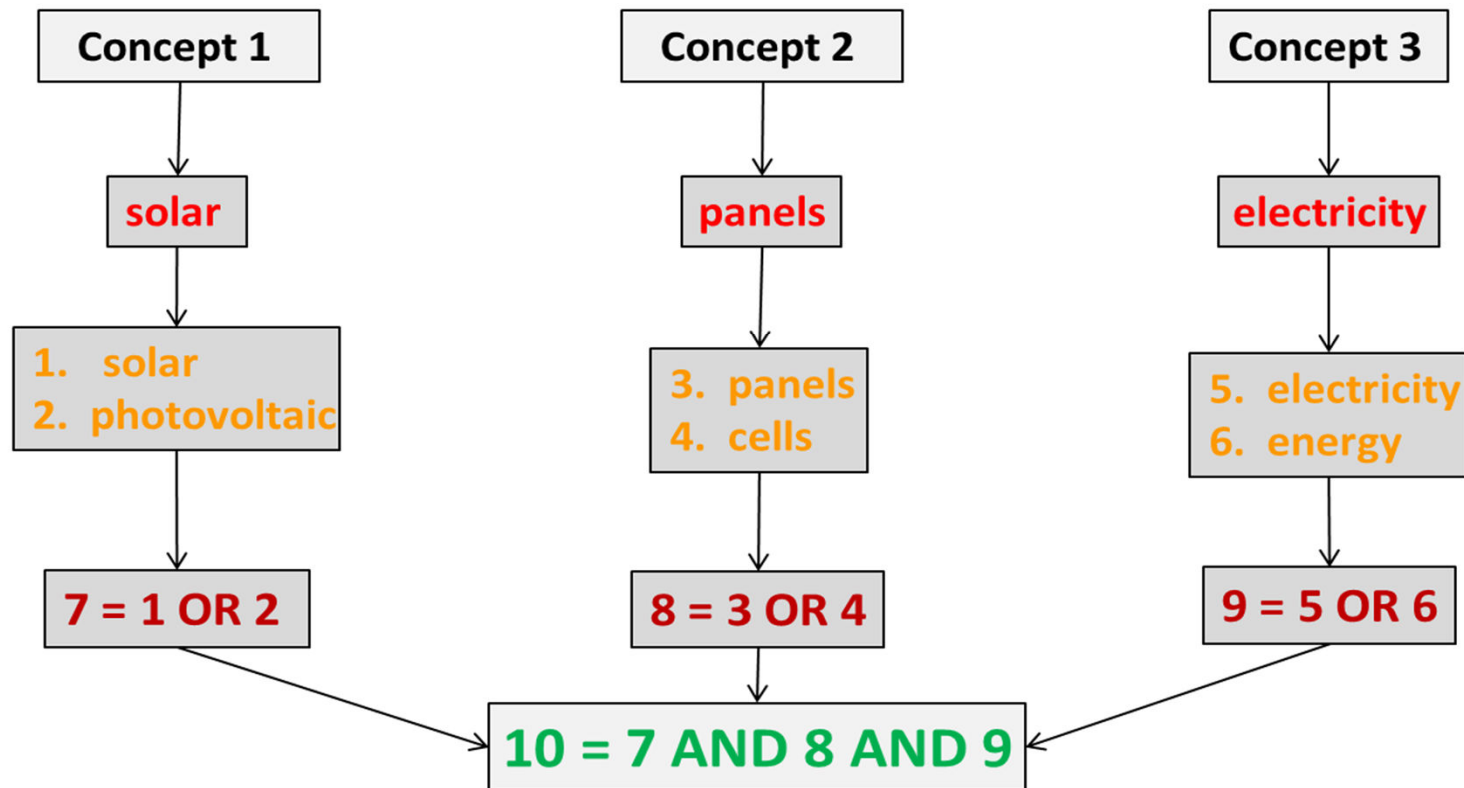 Concept 1
Concept 2
Concept 3
solar
panels
electricity
1. solar
2. photovoltaic
3. panels
4. cells
5. electricity
6. energy
7 = 1 OR 2
8 = 3 OR 4
9 = 5 OR 6
10 = 7 AND 8 AND 9